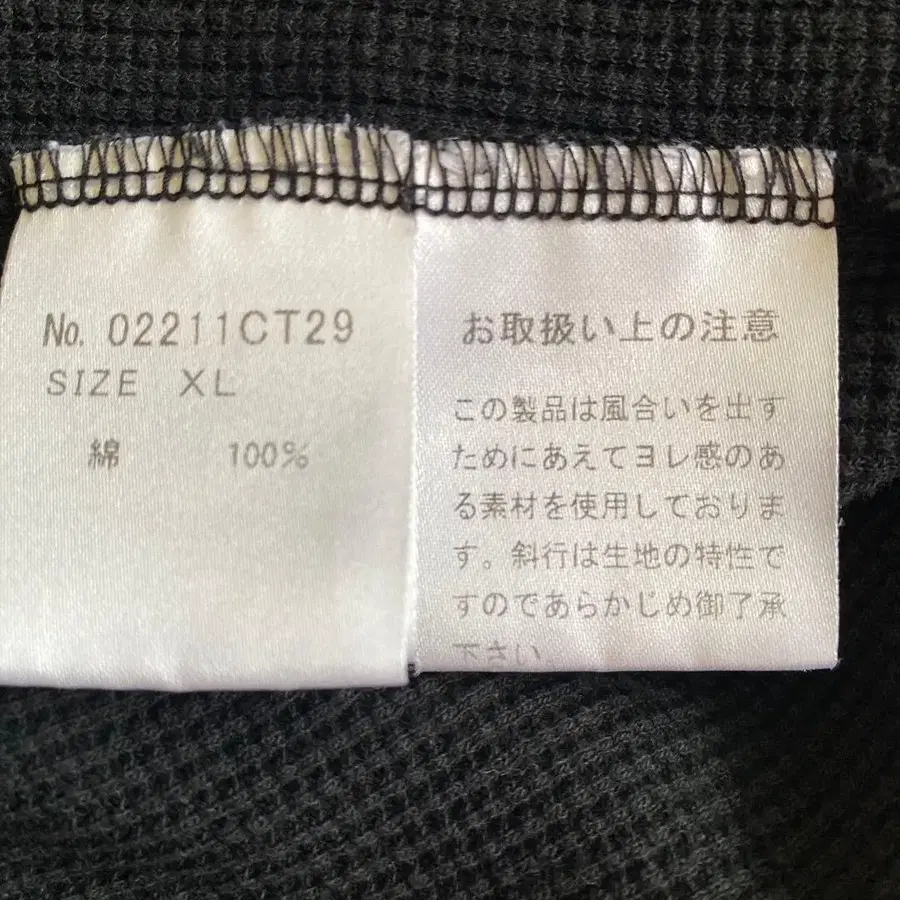 No. 02211CT29
SIZE XL
綿 100%
お取扱い上の注意
この製品は風合いを出す
ためにあえてヨレ感のあ
る素材を使用しておりま
す。斜行は生地の特性で
すのであらかじめ御了承
下さい